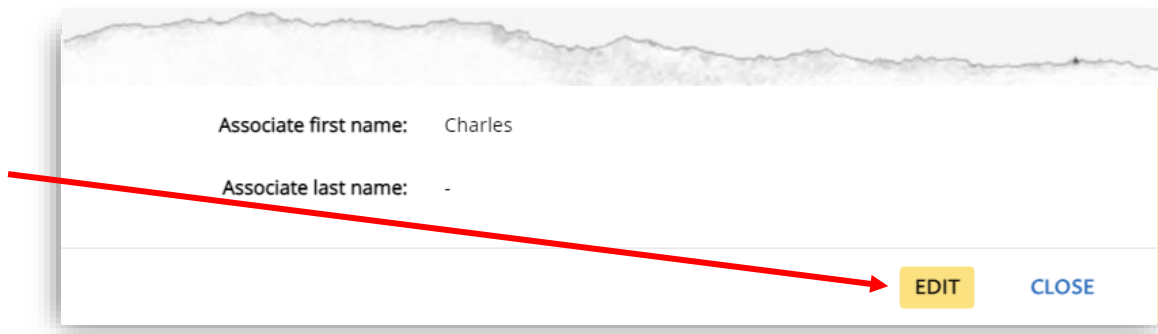 Associate first name: Charles
Associate last name: -
EDIT CLOSE